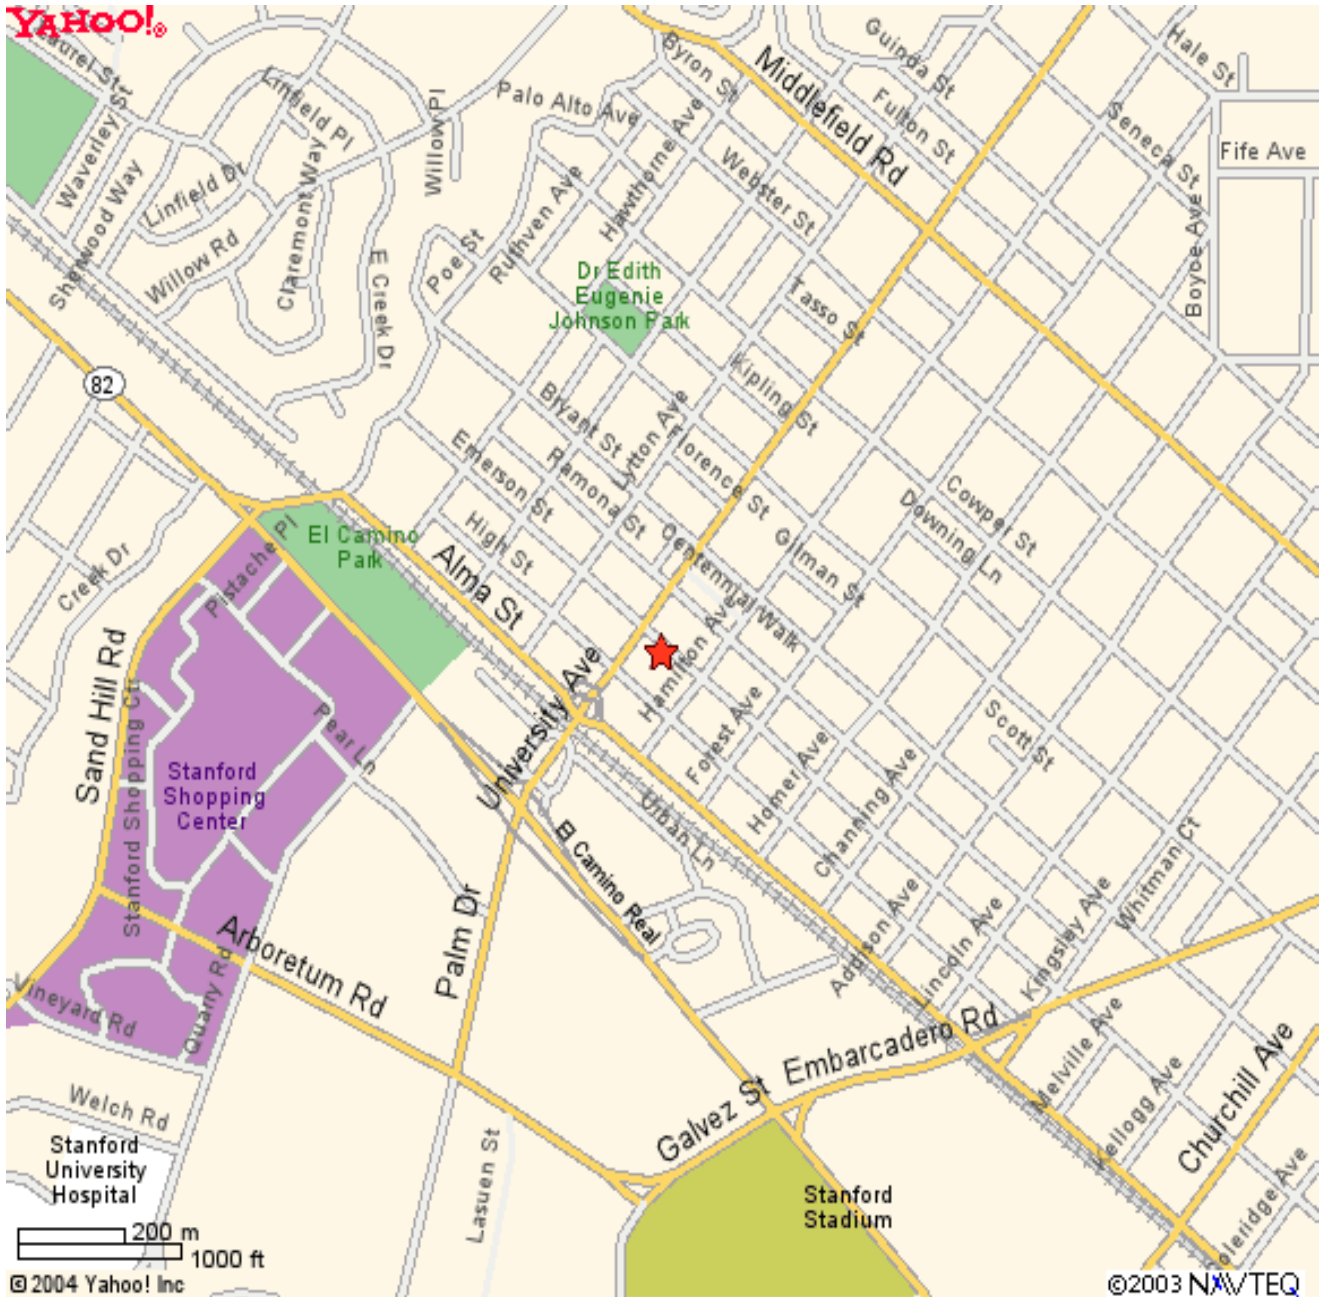 YAHOO!®
Laurel St
Waverley St
Sherwood Way
Linfield Dr
Linfield Pl
Willow Rd
Claremont Way
E Creek Dr
Willow Pl
Palo Alto Ave
Poe St
Ruthven Ave
Hawthorne Ave
Byron St
Middlefield Rd
Webster St
Guinda St
Fulton St
Hale St
Seneca St
Fife Ave
Boyce Ave
Tasso St
Dr Edith
Eugenie
Johnson Park
Kipling St
82
Bryant St
Emerson St
Ramona St
Lytton Ave
Florence St
High St
Alma St
Centennial Walk
Gilman St
Cowper St
Downing Ln
El Camino
Park
Pistache Pl
Creek Dr
Sand Hill Rd
Stanford Shopping Ctr
Pear Ln
Stanford
Shopping
Center
University Ave
Hamilton Ave
Forest Ave
Homer Ave
Channing Ave
Scott St
Urban Ln
El Camino Real
Addison Ave
Lincoln Ave
Kingsley Ave
Whitman Ct
Palm Dr
Arboretum Rd
Quarry Rd
Vineyard Rd
Welch Rd
Embarcadero Rd
Galvez St
Melville Ave
Kellogg Ave
Churchill Ave
Coleridge Ave
Lasuen St
Stanford
University
Hospital
Stanford
Stadium
200 m
1000 ft
©2004 Yahoo! Inc
©2003 NAVTEQ